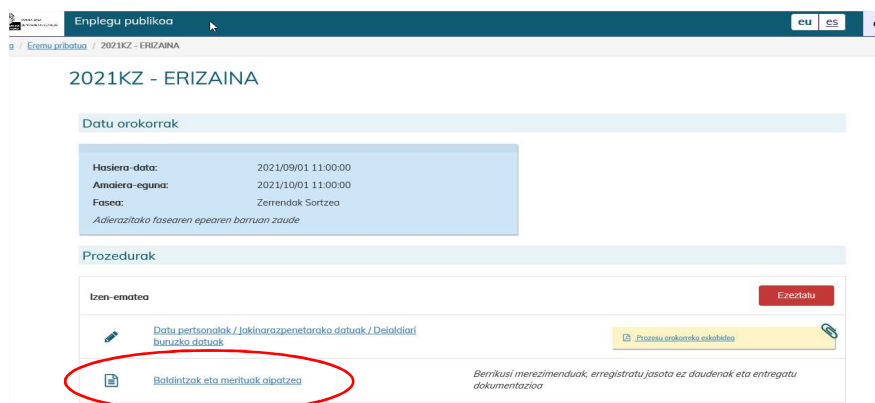 Enplegu publikoa
eu es
a / Eremu pribatua / 2021KZ - ERIZAINA
2021KZ - ERIZAINA
Datu orokorrak
Hasiera-data: 2021/09/01 11:00:00
Amaiera-eguna: 2021/10/01 11:00:00
Fasea: Zerrendak Sortzea
Adierazitako fasearen epearen barruan zaude
Prozedurak
Izen-ematea
Ezeztatu
Datu pertsonalak / Jakinarazpenetarako datuak / Deialdiari
buruzko datuak
Prozesu orokorreko eskabidea
Baldintzak eta merituak aipatzea
Berrikusi merezimenduak, erregistratu jasota ez daudenak eta entregatu
dokumentazioa